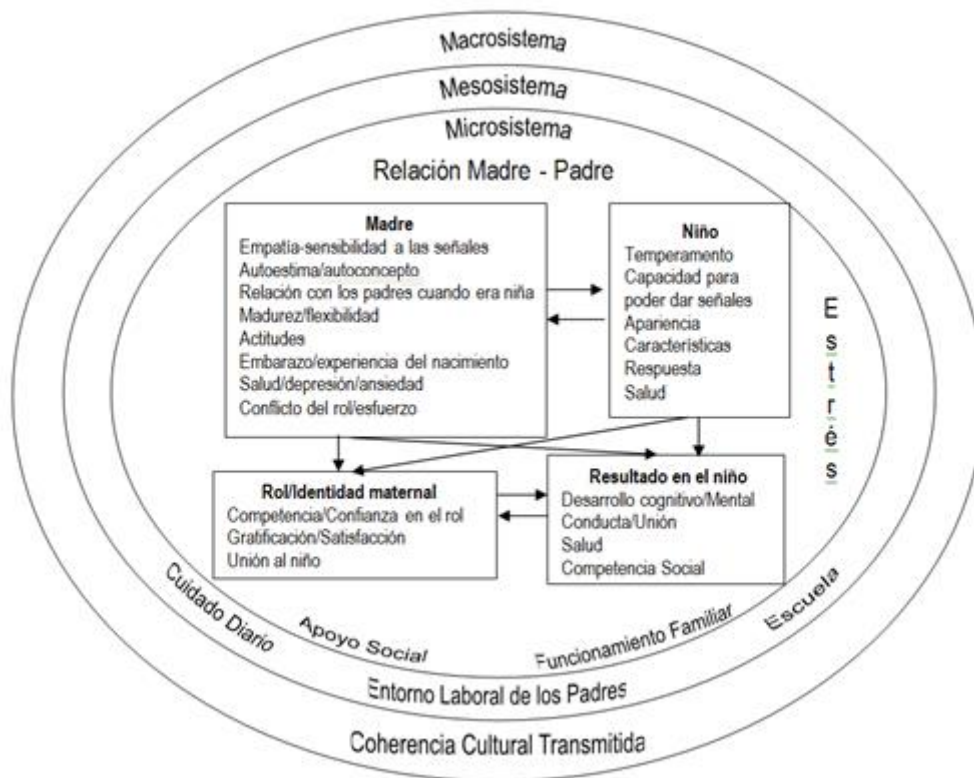 Macrosistema
Mesosistema
Microsistema
Relación Madre - Padre
Madre
Empatía-sensibilidad a las señales
Autoestima/autoconcepto
Relación con los padres cuando era niña
Madurez/flexibilidad
Actitudes
Embarazo/experiencia del nacimiento
Salud/depresión/ansiedad
Conflicto del rol/esfuerzo
Niño
Temperamento
Capacidad para
poder dar señales
Apariencia
Características
Respuesta
Salud
Estrés
Rol/Identidad maternal
Competencia/Confianza en el rol
Gratificación/Satisfacción
Unión al niño
Resultado en el niño
Desarrollo cognitivo/Mental
Conducta/Unión
Salud
Competencia Social
Cuidado Diario
Apoyo Social
Funcionamiento Familiar
Escuela
Entorno Laboral de los Padres
Coherencia Cultural Transmitida